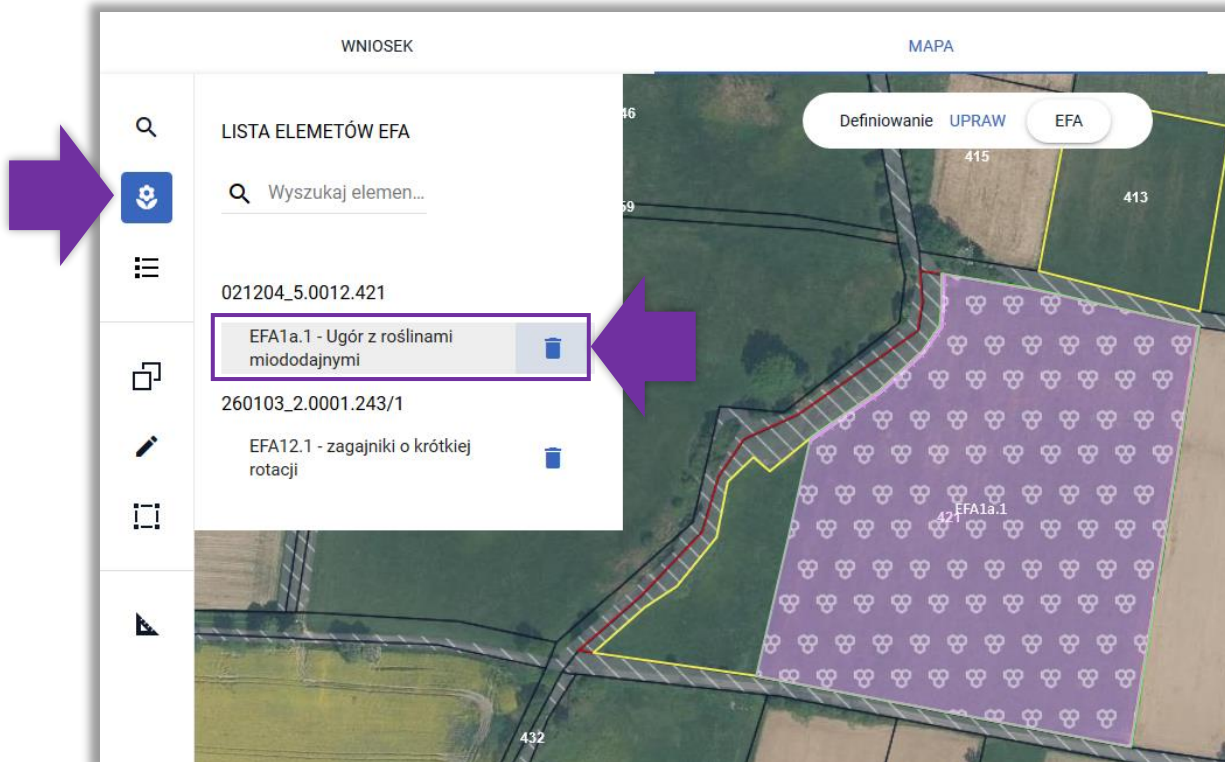 WNIOSEK
MAPA
LISTA ELEMETÓW EFA
Wyszukaj elemen...
021204_5.0012.421
EFA1a.1 - Ugór z roślinami
miododajnymi
260103_2.0001.243/1
EFA12.1 - zagajniki o krótkiej
rotacji
Definiowanie UPRAW EFA
46
415
413
59
EFA1a.1
421
432